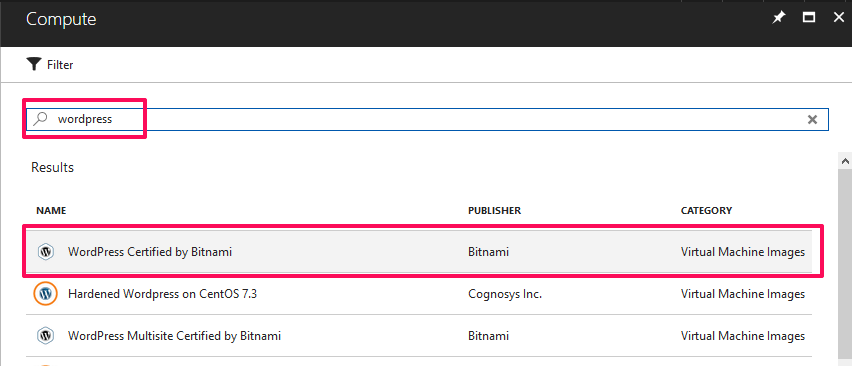 Compute
Filter
wordpress
Results
NAME PUBLISHER CATEGORY
WordPress Certified by Bitnami Bitnami Virtual Machine Images
Hardened Wordpress on CentOS 7.3 Cognosys Inc. Virtual Machine Images
WordPress Multisite Certified by Bitnami Bitnami Virtual Machine Images